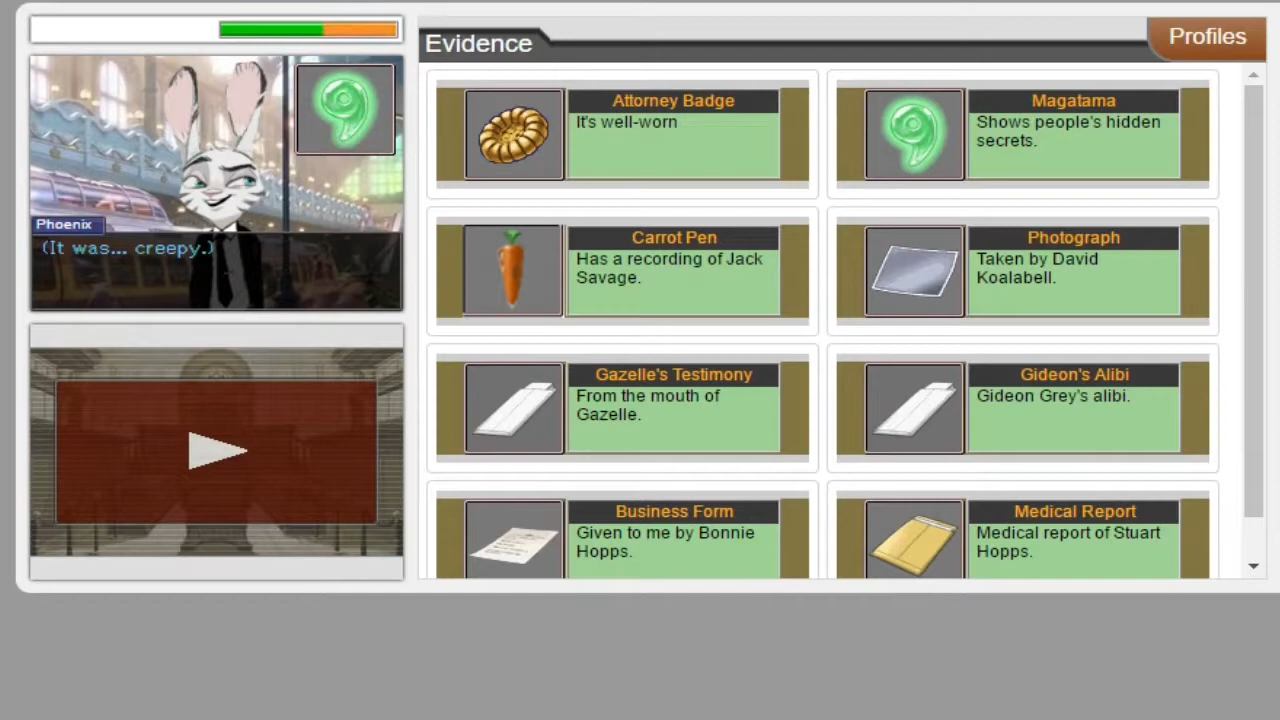 Evidence
Profiles
Phoenix
(It was... creepy.)
Attorney Badge
It's well-worn
Magatama
Shows people's hidden
secrets.
Carrot Pen
Has a recording of Jack
Savage.
Photograph
Taken by David
Koalabell.
Gazelle's Testimony
From the mouth of
Gazelle.
Gideon's Alibi
Gideon Grey's alibi.
Business Form
Given to me by Bonnie
Hopps.
Medical Report
Medical report of Stuart
Hopps.